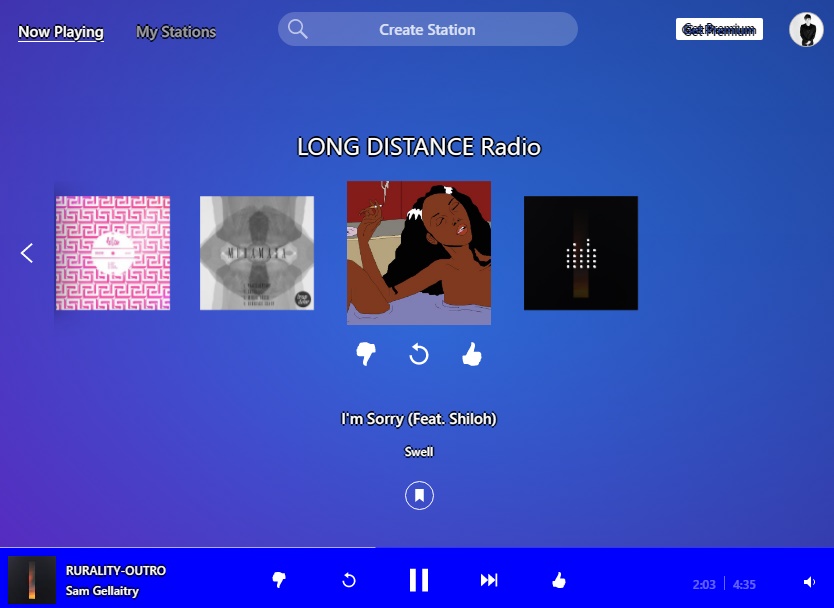 Now Playing
My Stations
Create Station
Get Premium
LONG DISTANCE Radio
I'm Sorry (Feat. Shiloh)
Swell
RURALITY-OUTRO
Sam Gellaitry
2:03 | 4:35